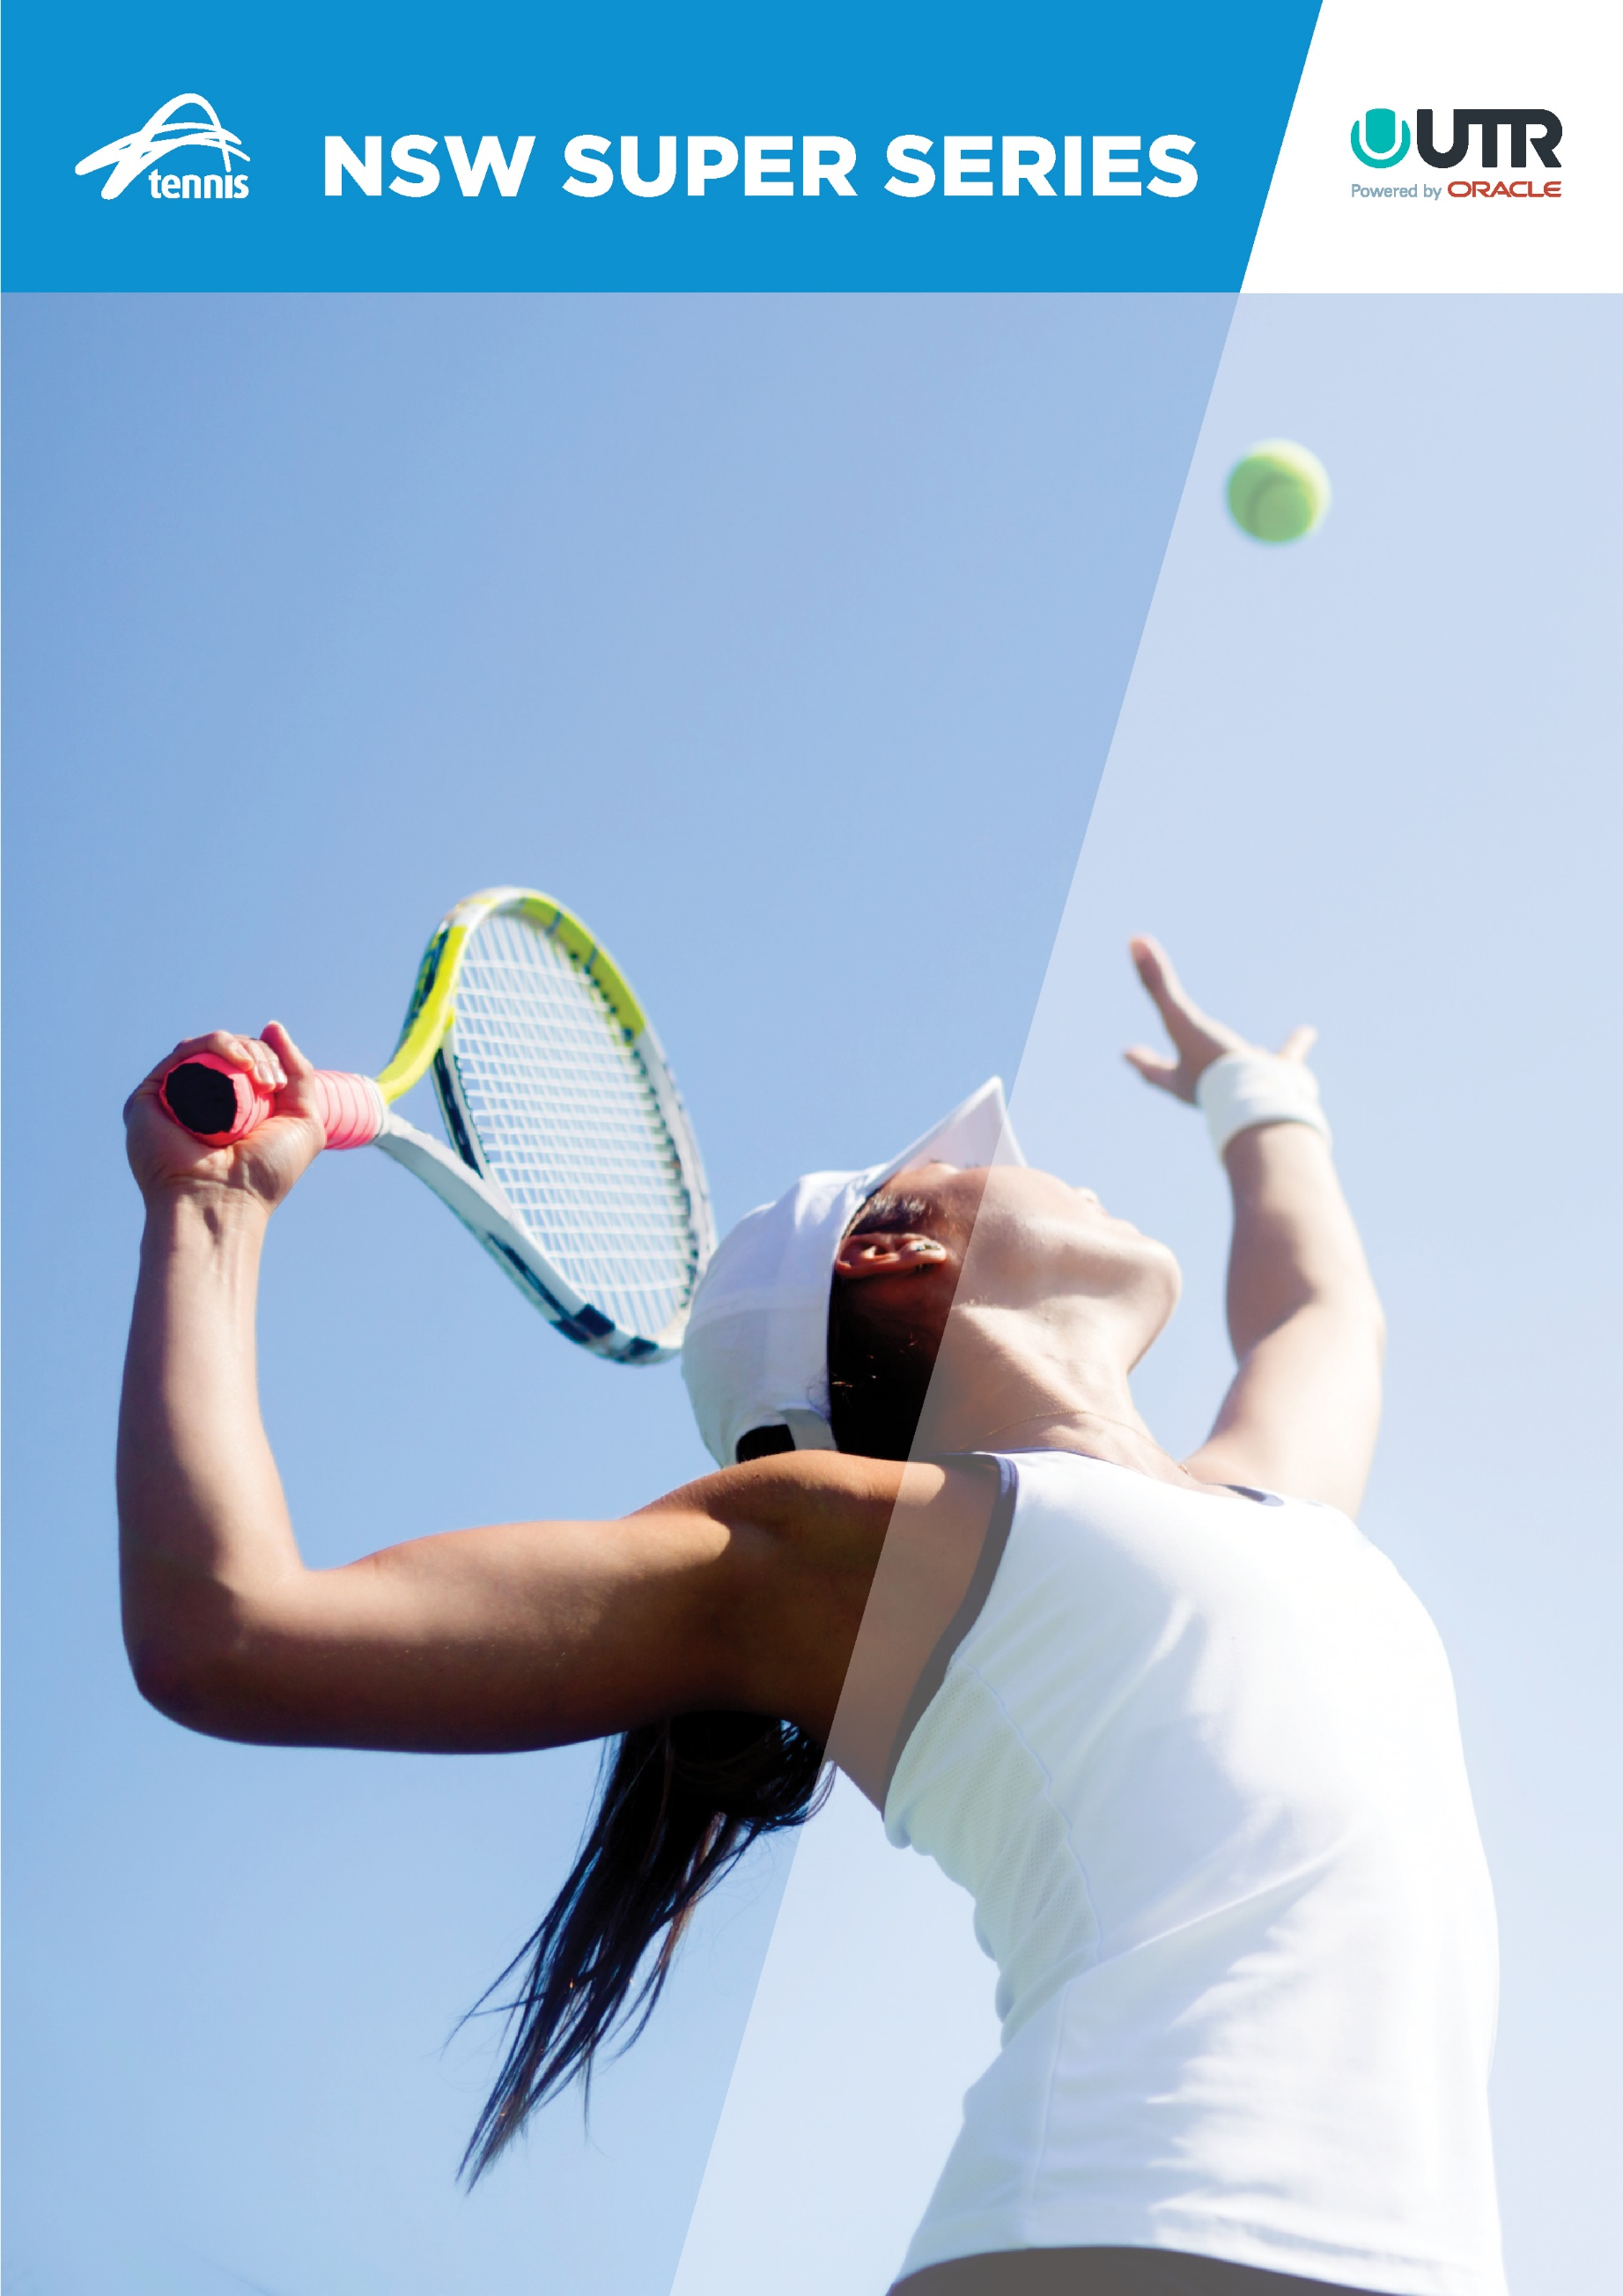 tennis
NSW SUPER SERIES
UTR
Powered by ORACLE